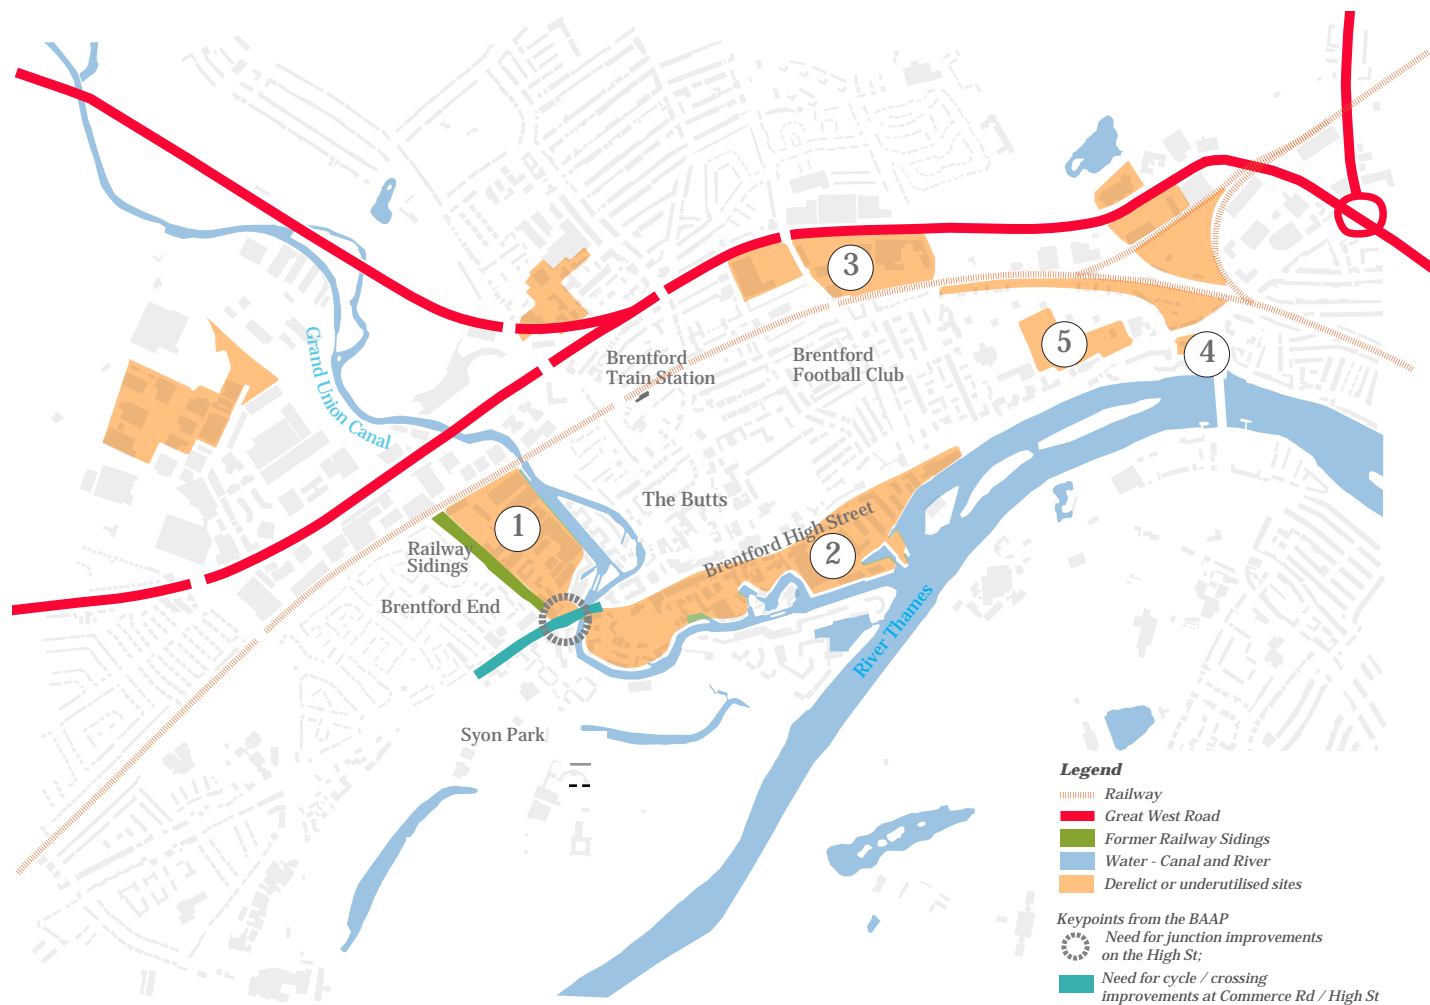 3
5
4
Grand Union Canal
Brentford
Train Station
Brentford
Football Club
The Butts
1
Brentford High Street
2
Railway
Sidings
Brentford End
River Thames
Syon Park
Legend
Railway
Great West Road
Former Railway Sidings
Water - Canal and River
Derelict or underutilised sites
Keypoints from the BAAP
Need for junction improvements
on the High St;
Need for cycle / crossing
improvements at Commerce Rd / High St